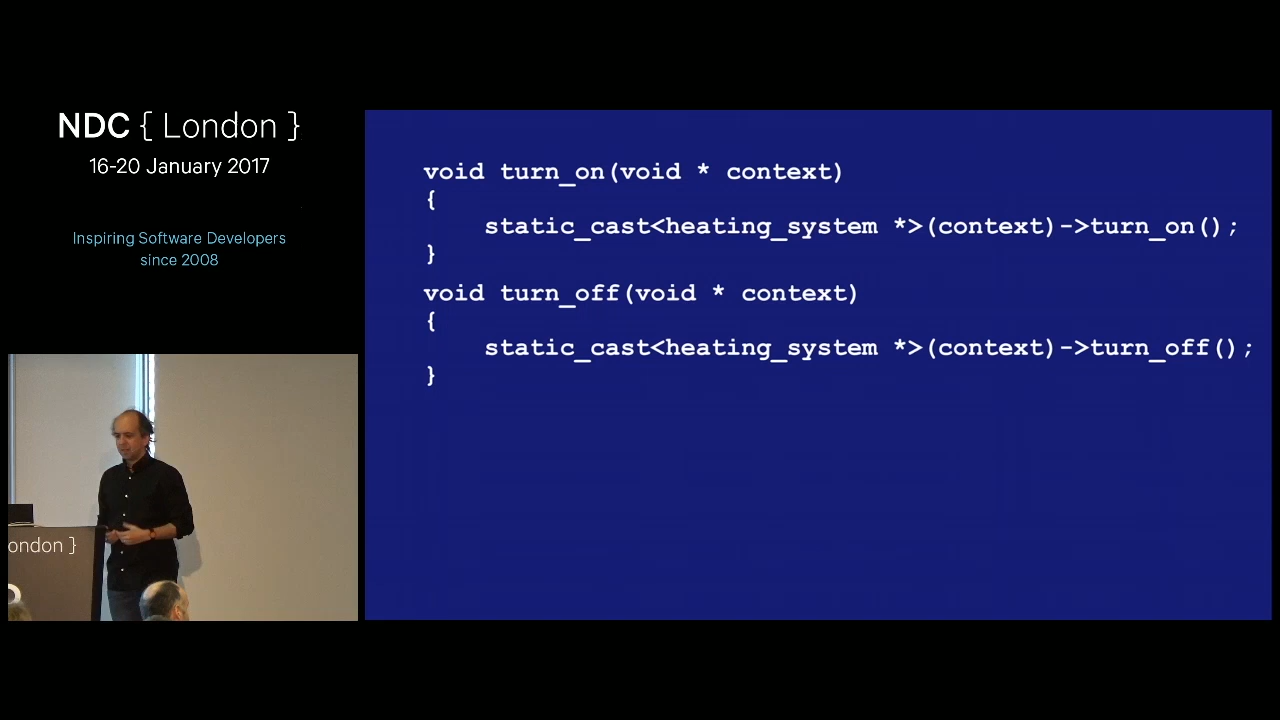 NDC { London }
16-20 January 2017
Inspiring Software Developers
since 2008
void turn_on(void * context)
{
    static_cast<heating_system *>(context)->turn_on();
}
void turn_off(void * context)
{
    static_cast<heating_system *>(context)->turn_off();
}
ondon }